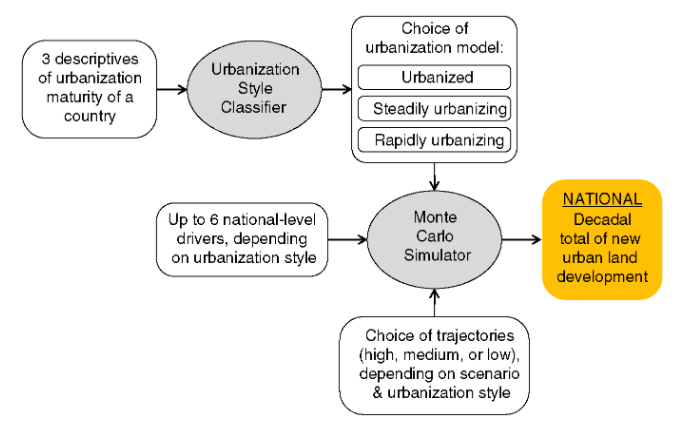 3 descriptives
of urbanization
maturity of a
country
Urbanization
Style
Classifier
Choice of
urbanization model:
Urbanized
Steadily urbanizing
Rapidly urbanizing
Up to 6 national-level
drivers, depending
on urbanization style
Monte
Carlo
Simulator
NATIONAL
Decadal
total of new
urban land
development
Choice of trajectories
(high, medium, or low),
depending on scenario
& urbanization style